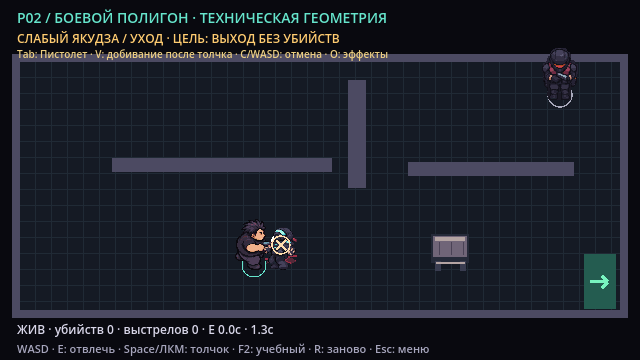 P02 / БОЕВОЙ ПОЛИГОН · ТЕХНИЧЕСКАЯ ГЕОМЕТРИЯ
СЛАБЫЙ ЯКУДЗА / УХОД · ЦЕЛЬ: ВЫХОД БЕЗ УБИЙСТВ
Tab: Пистолет · V: добивание после толчка · C/WASD: отмена · O: эффекты
ЖИВ · убийств 0 · выстрелов 0 · E 0.0с · 1.3с
WASD · E: отвлечь · Space/ЛКМ: толчок · F2: учебный · R: заново · Esc: меню